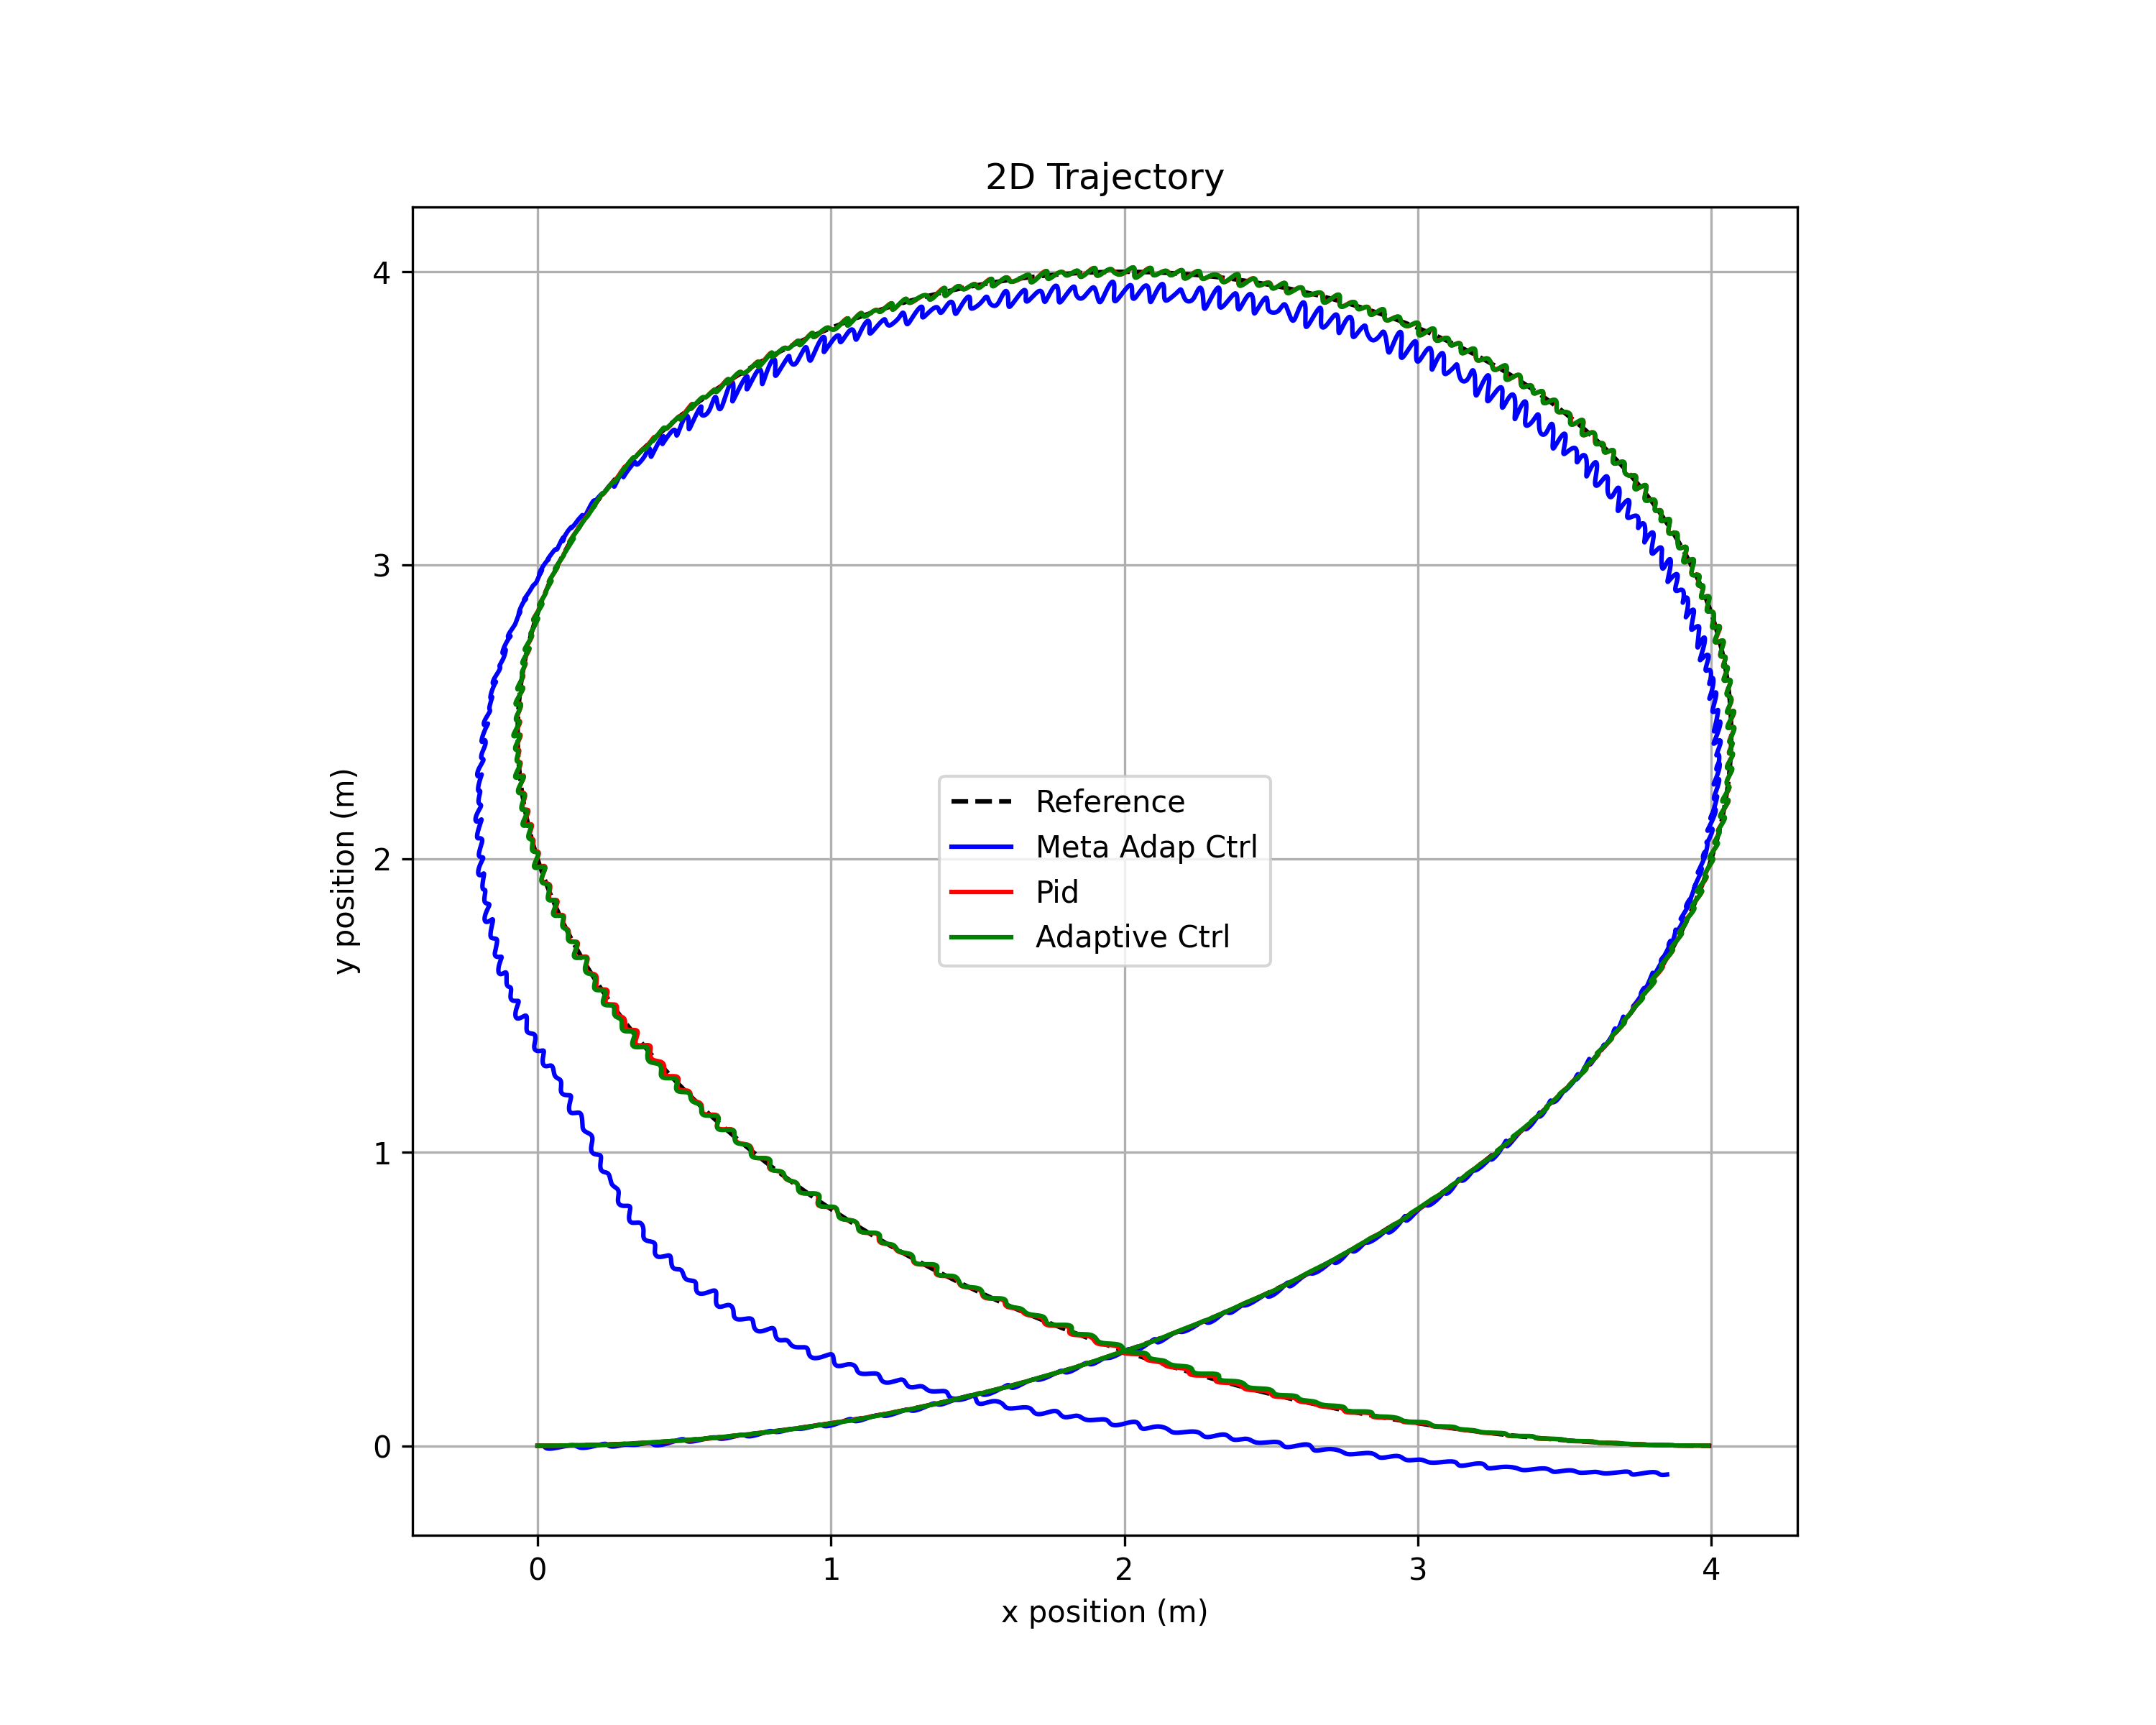 2D Trajectory
y position (m)
4
3
2
1
0
Reference
Meta Adap Ctrl
Pid
Adaptive Ctrl
0 1 2 3 4
x position (m)